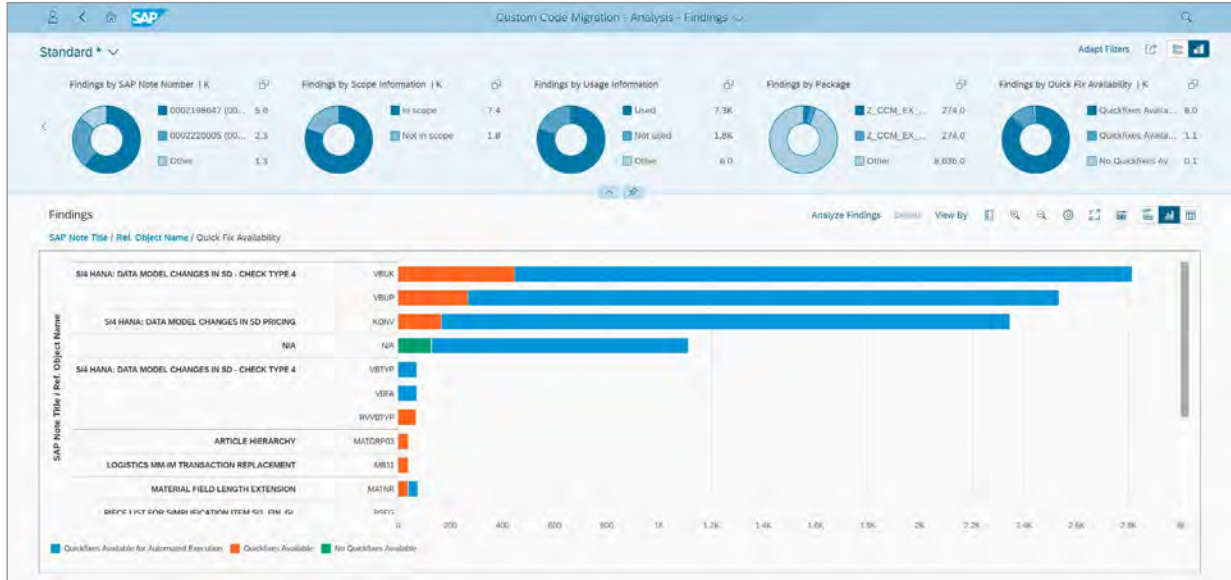 SAP
Custom Code Migration - Analysis - Findings
Standard *
Adapt Filters
Findings by SAP Note Number | K
0002198647 (00... 5.6
0002220005 (00... 2.3
Other 1.3
Findings by Scope Information | K
In scope 7.4
Not in scope 1.8
Findings by Usage Information
Used 7.3K
Not used 1.8K
Other 6.0
Findings by Package
Z_CCM_EX_... 274.0
Z_CCM_EX_... 274.0
Other 8,636.0
Findings by Quick Fix Availability | K
Quickfixes Availa... 8.0
Quickfixes Availa... 1.1
No Quickfixes Av 0.1
Findings
Analyze Findings Delete View By
SAP Note Title / Ref. Object Name / Quick Fix Availability
SAP Note Title / Ref. Object Name
S/4 HANA: DATA MODEL CHANGES IN SD - CHECK TYPE 4 VBUK
VBUP
S/4 HANA: DATA MODEL CHANGES IN SD PRICING KONV
N/A N/A
S/4 HANA: DATA MODEL CHANGES IN SD - CHECK TYPE 4 VBTYP
VBFA
RVVBTYP
ARTICLE HIERARCHY MATGRP03
LOGISTICS MM-IM TRANSACTION REPLACEMENT MB11
MATERIAL FIELD LENGTH EXTENSION MATNR
PIECE LIST FOR SIMPLIFICATION ITEM
0 200 400 600 800 1K 1.2K 1.4K 1.6K 1.8K 2K 2.2K 2.4K 2.6K 2.8K
Quickfixes Available for Automated Execution Quickfixes Available No Quickfixes Available